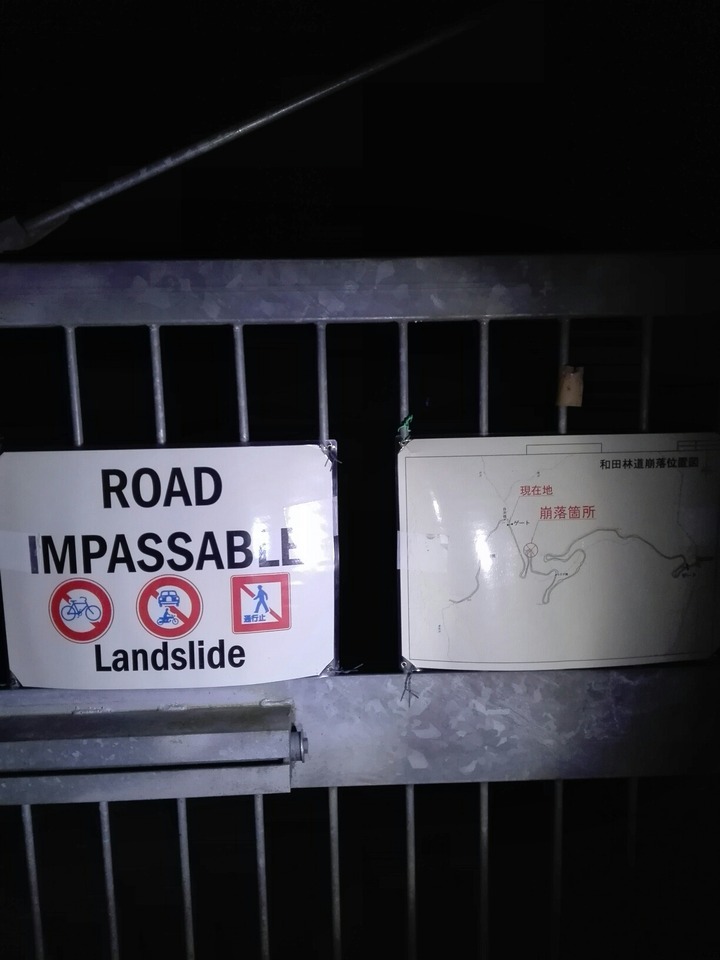 ROAD
IMPASSABLE
通行止
Landslide
和田林道崩落位置図
現在地
崩落箇所
ゲート